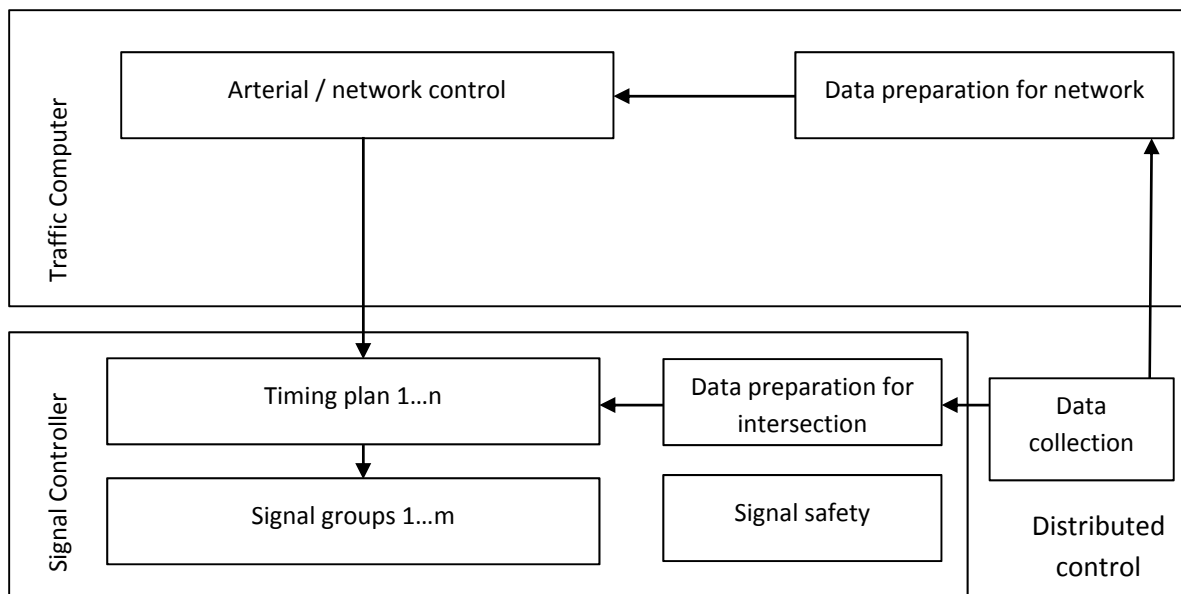 Traffic Computer
Arterial / network control
Data preparation for network
Signal Controller
Timing plan 1...n
Data preparation for
intersection
Data
collection
Signal groups 1...m
Signal safety
Distributed
control